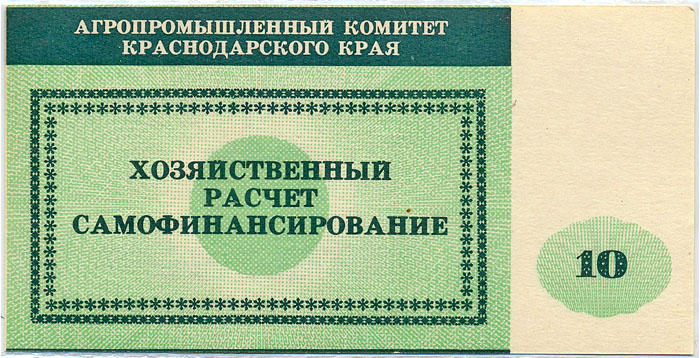 АГРОПРОМЫШЛЕННЫЙ КОМИТЕТ
КРАСНОДАРСКОГО КРАЯ
ХОЗЯЙСТВЕННЫЙ
РАСЧЕТ
САМОФИНАНСИРОВАНИЕ
10